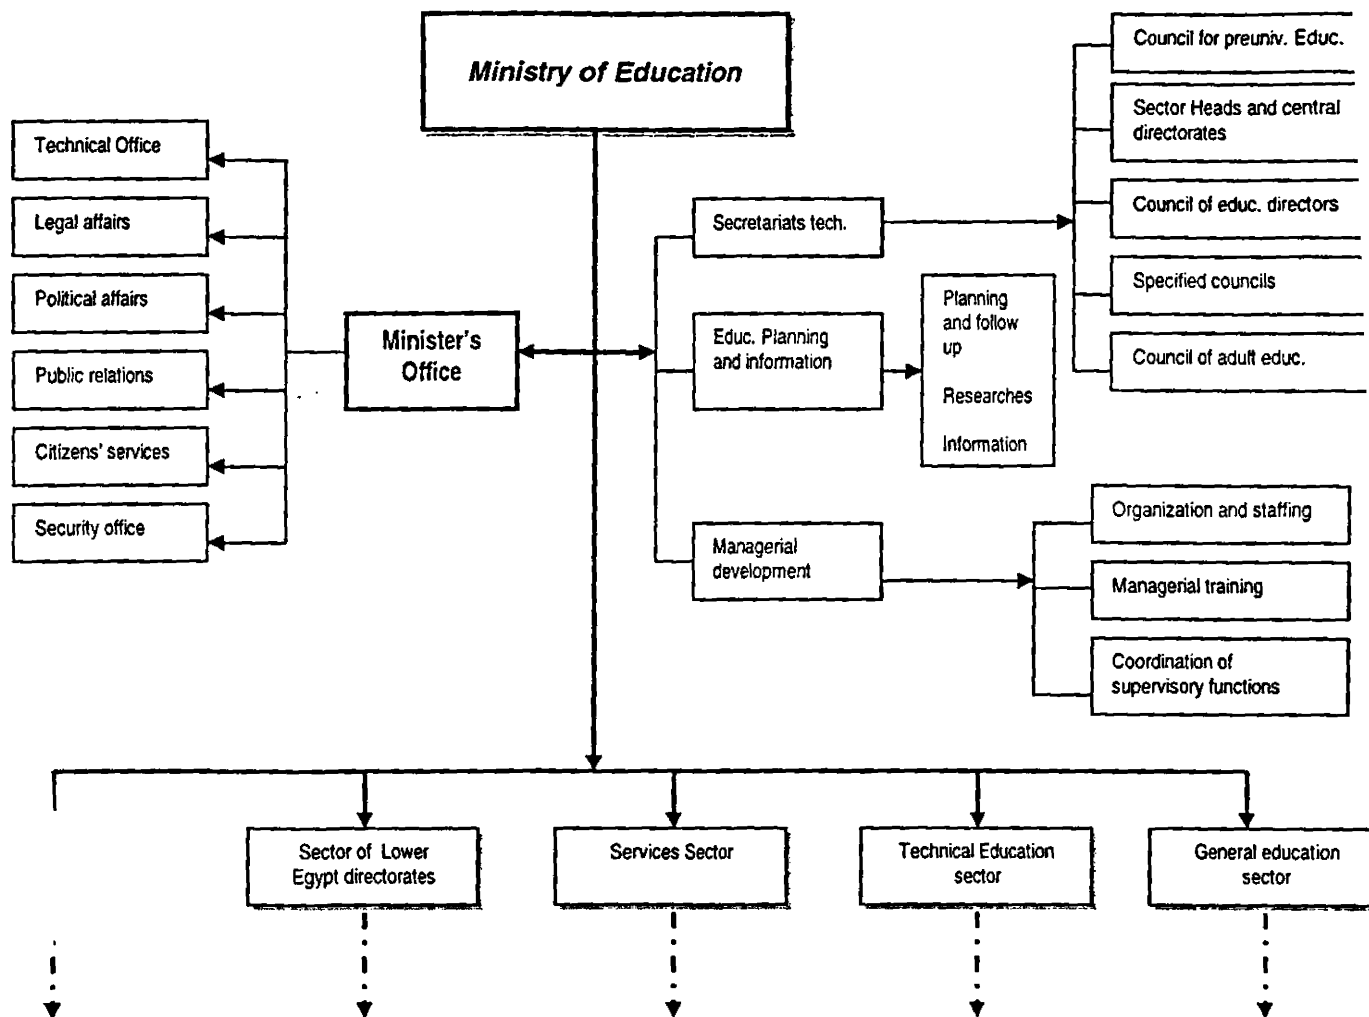 Ministry of Education
Technical Office
Legal affairs
Political affairs
Public relations
Citizens' services
Security office
Minister's
Office
Secretariats tech.
Educ. Planning
and information
Managerial
development
Planning
and follow
up
Researches
Information
Council for preuniv. Educ.
Sector Heads and central
directorates
Council of educ. directors
Specified councils
Council of adult educ.
Organization and staffing
Managerial training
Coordination of
supervisory functions
Sector of Lower
Egypt directorates
Services Sector
Technical Education
sector
General education
sector